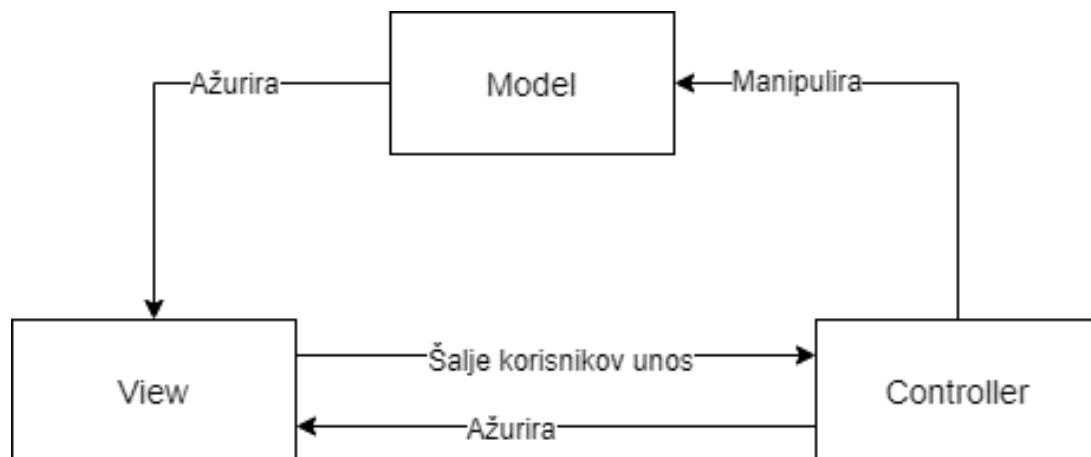 Ažurira
Model
Manipulira
View
Šalje korisnikov unos
Ažurira
Controller